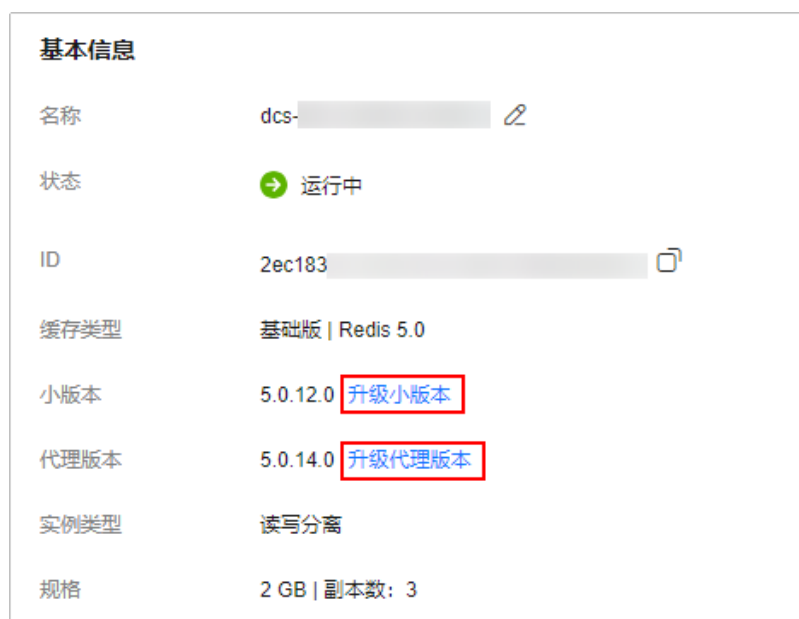 基本信息
名称 dcs-
状态 运行中
ID 2ec183
缓存类型 基础版 | Redis 5.0
小版本 5.0.12.0 升级小版本
代理版本 5.0.14.0 升级代理版本
实例类型 读写分离
规格 2 GB | 副本数：3